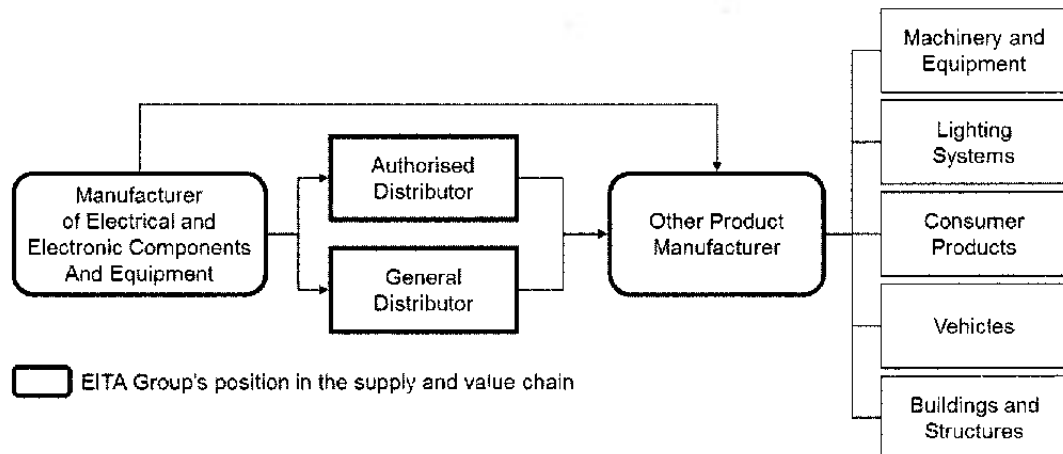 Manufacturer
of Electrical and
Electronic Components
And Equipment
Authorised
Distributor
General
Distributor
Other Product
Manufacturer
Machinery and
Equipment
Lighting
Systems
Consumer
Products
Vehicles
Buildings and
Structures
EITA Group's position in the supply and value chain